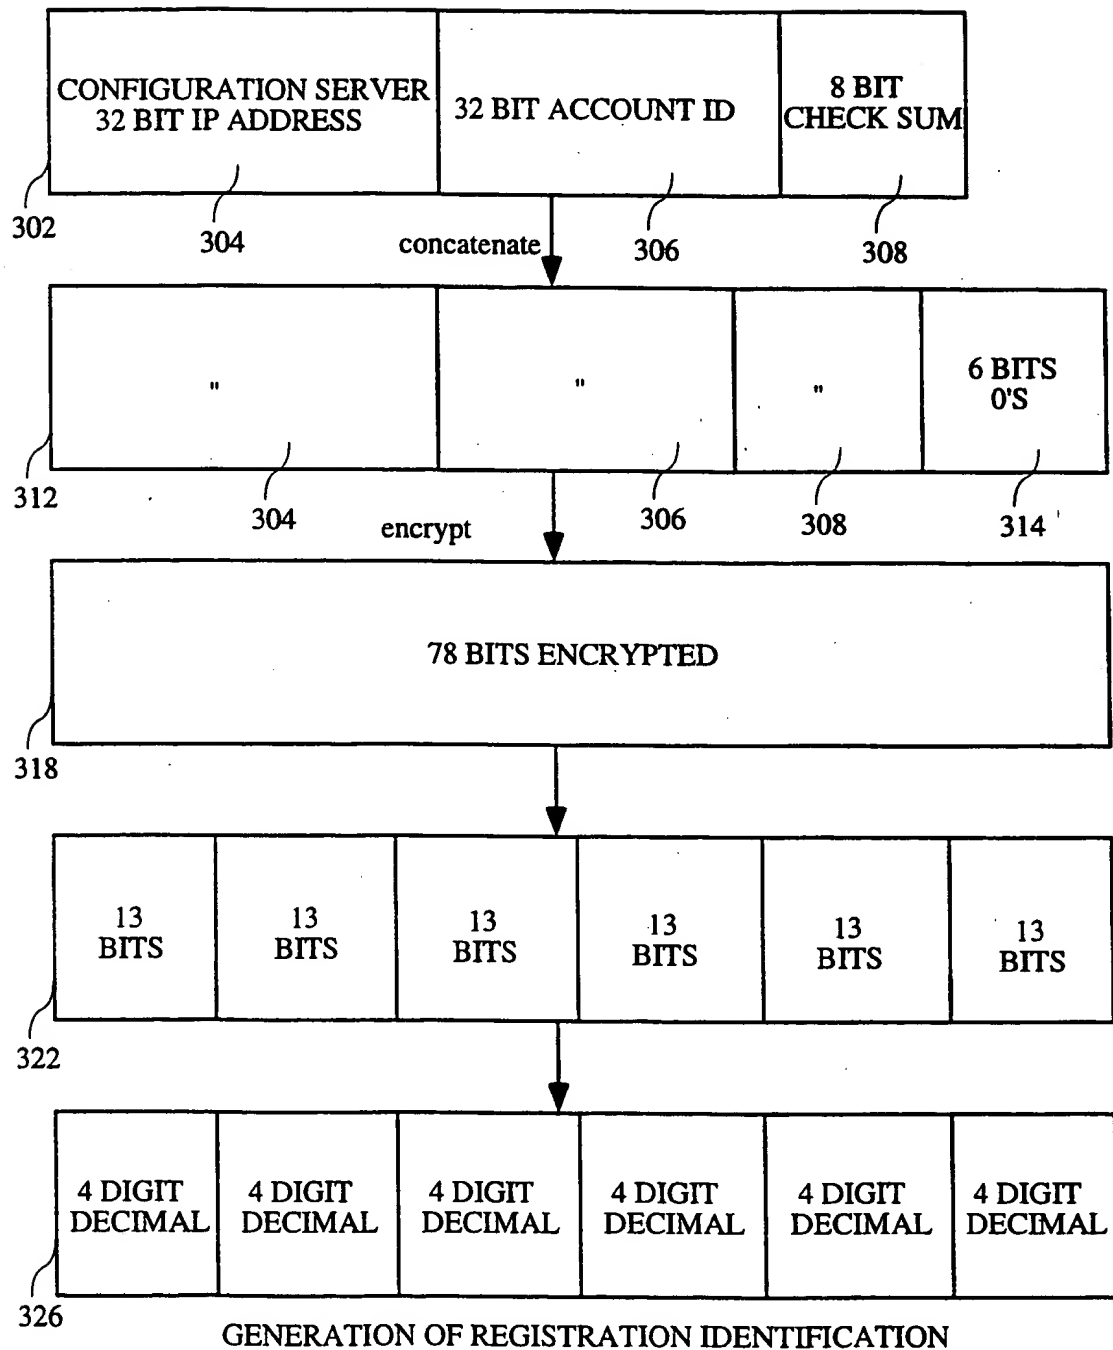 CONFIGURATION SERVER
32 BIT IP ADDRESS
32 BIT ACCOUNT ID
8 BIT
CHECK SUM
302
304
concatenate
306
308
"
"
"
6 BITS
0'S
312
304
encrypt
306
308
314
78 BITS ENCRYPTED
318
13
BITS
13
BITS
13
BITS
13
BITS
13
BITS
13
BITS
322
4 DIGIT
DECIMAL
4 DIGIT
DECIMAL
4 DIGIT
DECIMAL
4 DIGIT
DECIMAL
4 DIGIT
DECIMAL
4 DIGIT
DECIMAL
326
GENERATION OF REGISTRATION IDENTIFICATION